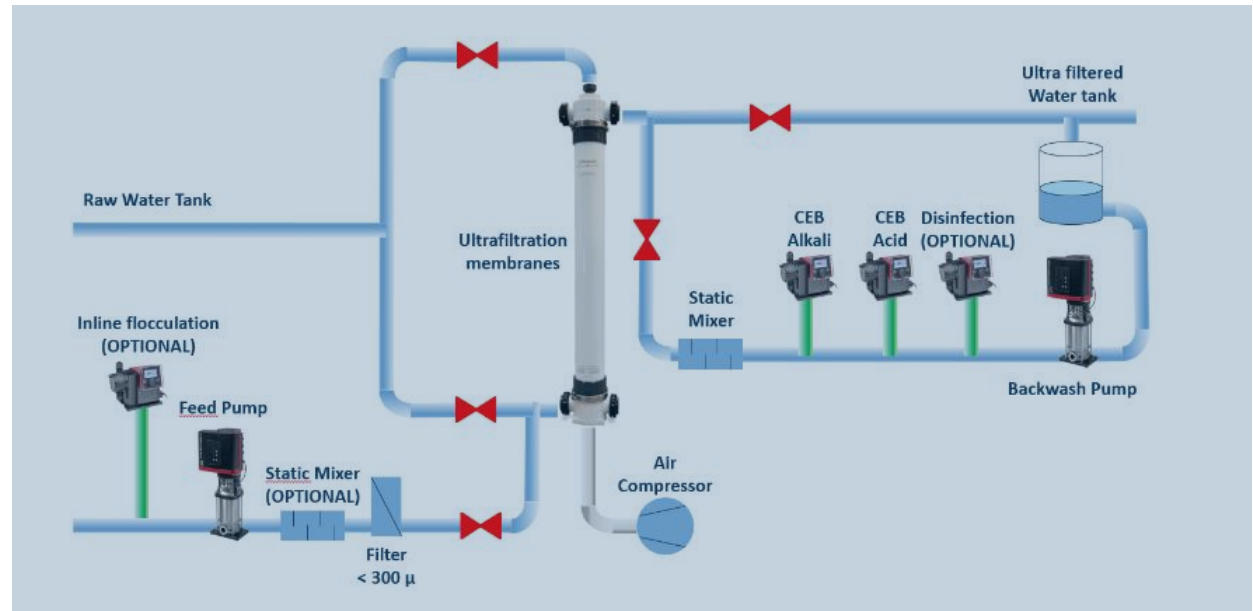 Ultra filtered
Water tank
Raw Water Tank
Ultrafiltration
membranes
CEB
Alkali
CEB
Acid
Disinfection
(OPTIONAL)
Static
Mixer
Inline flocculation
(OPTIONAL)
Feed Pump
Backwash Pump
Static Mixer
(OPTIONAL)
Air
Compressor
Filter
< 300 µ